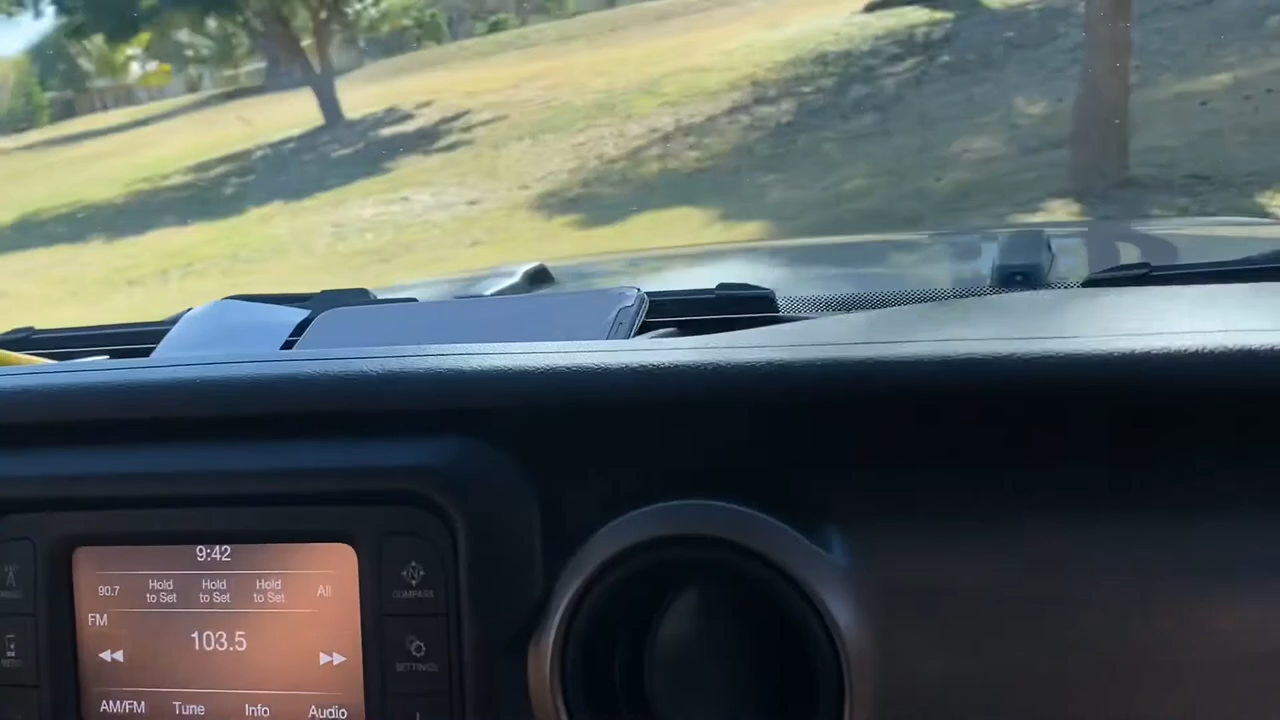 9:42
90.7 Hold to Set Hold to Set Hold to Set All
FM
103.5
AM/FM Tune Info Audio
COMPASS
SETTINGS